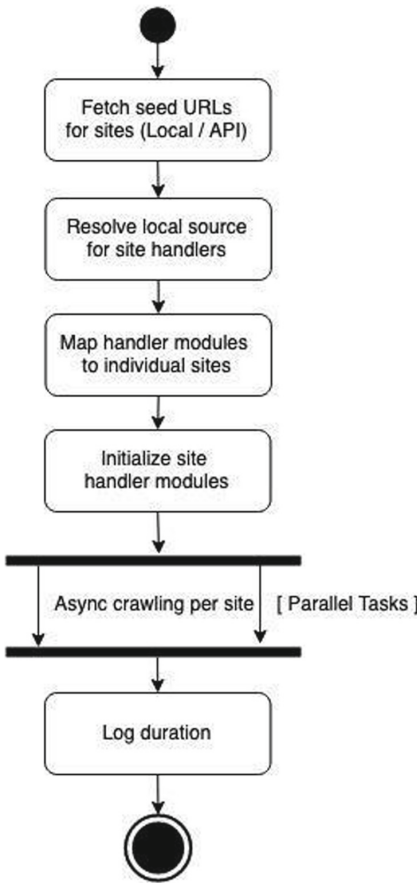 Fetch seed URLs
for sites (Local / API)
Resolve local source
for site handlers
Map handler modules
to individual sites
Initialize site
handler modules
Async crawling per site [ Parallel Tasks ]
Log duration